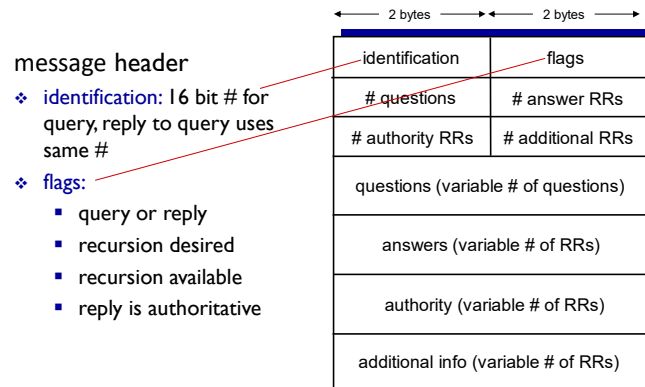 2 bytes 2 bytes
message header
❖ identification: 16 bit # for
query, reply to query uses
same #
❖ flags:
▪ query or reply
▪ recursion desired
▪ recursion available
▪ reply is authoritative
identification flags
# questions # answer RRs
# authority RRs # additional RRs
questions (variable # of questions)
answers (variable # of RRs)
authority (variable # of RRs)
additional info (variable # of RRs)